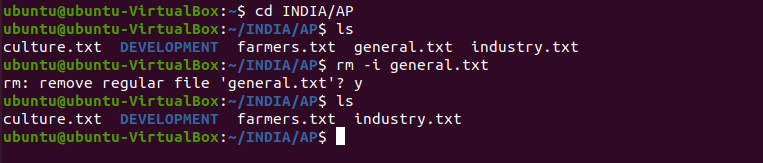 ubuntu@ubuntu-VirtualBox:~$ cd INDIA/AP
ubuntu@ubuntu-VirtualBox:~/INDIA/AP$ ls
culture.txt  DEVELOPMENT  farmers.txt  general.txt  industry.txt
ubuntu@ubuntu-VirtualBox:~/INDIA/AP$ rm -i general.txt
rm: remove regular file 'general.txt'? y
ubuntu@ubuntu-VirtualBox:~/INDIA/AP$ ls
culture.txt  DEVELOPMENT  farmers.txt  industry.txt
ubuntu@ubuntu-VirtualBox:~/INDIA/AP$